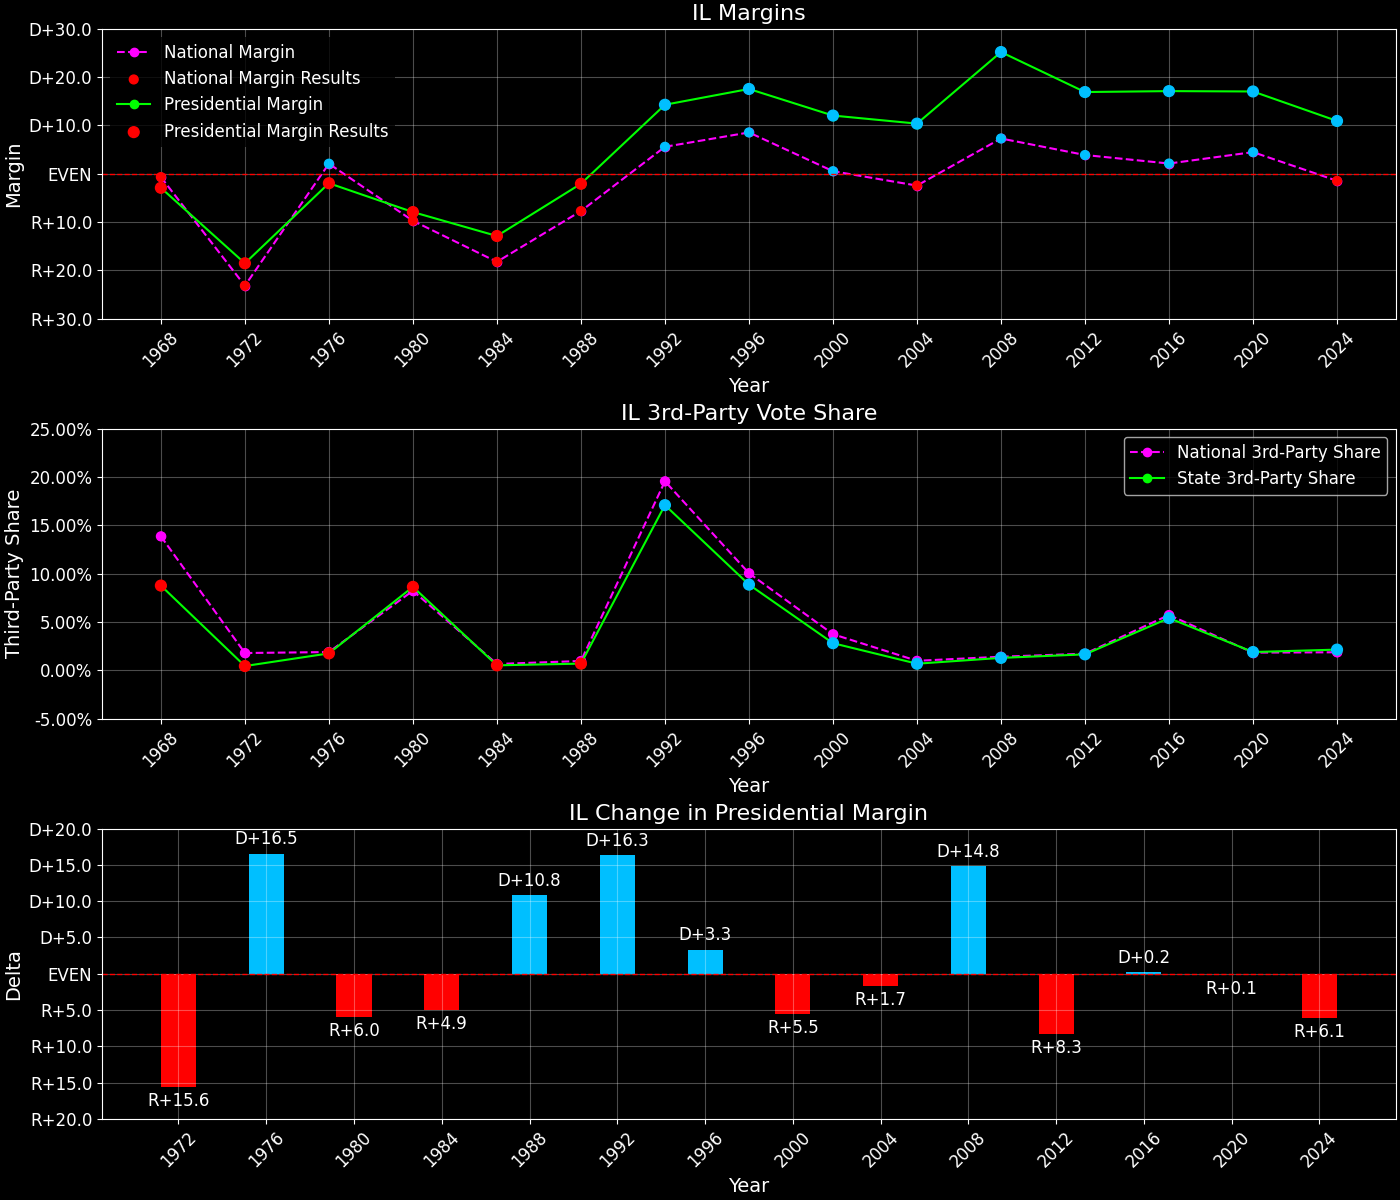 IL Margins
D+30.0
D+20.0
D+10.0
EVEN
R+10.0
R+20.0
R+30.0
Margin
National Margin
National Margin Results
Presidential Margin
Presidential Margin Results
1968
1972
1976
1980
1984
1988
1992
1996
2000
2004
2008
2012
2016
2020
2024
Year
IL 3rd-Party Vote Share
25.00%
20.00%
15.00%
10.00%
5.00%
0.00%
-5.00%
Third-Party Share
National 3rd-Party Share
State 3rd-Party Share
1968
1972
1976
1980
1984
1988
1992
1996
2000
2004
2008
2012
2016
2020
2024
Year
IL Change in Presidential Margin
D+20.0
D+15.0
D+10.0
D+5.0
EVEN
R+5.0
R+10.0
R+15.0
R+20.0
Delta
R+15.6
D+16.5
R+6.0
R+4.9
D+10.8
D+16.3
D+3.3
R+5.5
R+1.7
D+14.8
R+8.3
D+0.2
R+0.1
R+6.1
1972
1976
1980
1984
1988
1992
1996
2000
2004
2008
2012
2016
2020
2024
Year